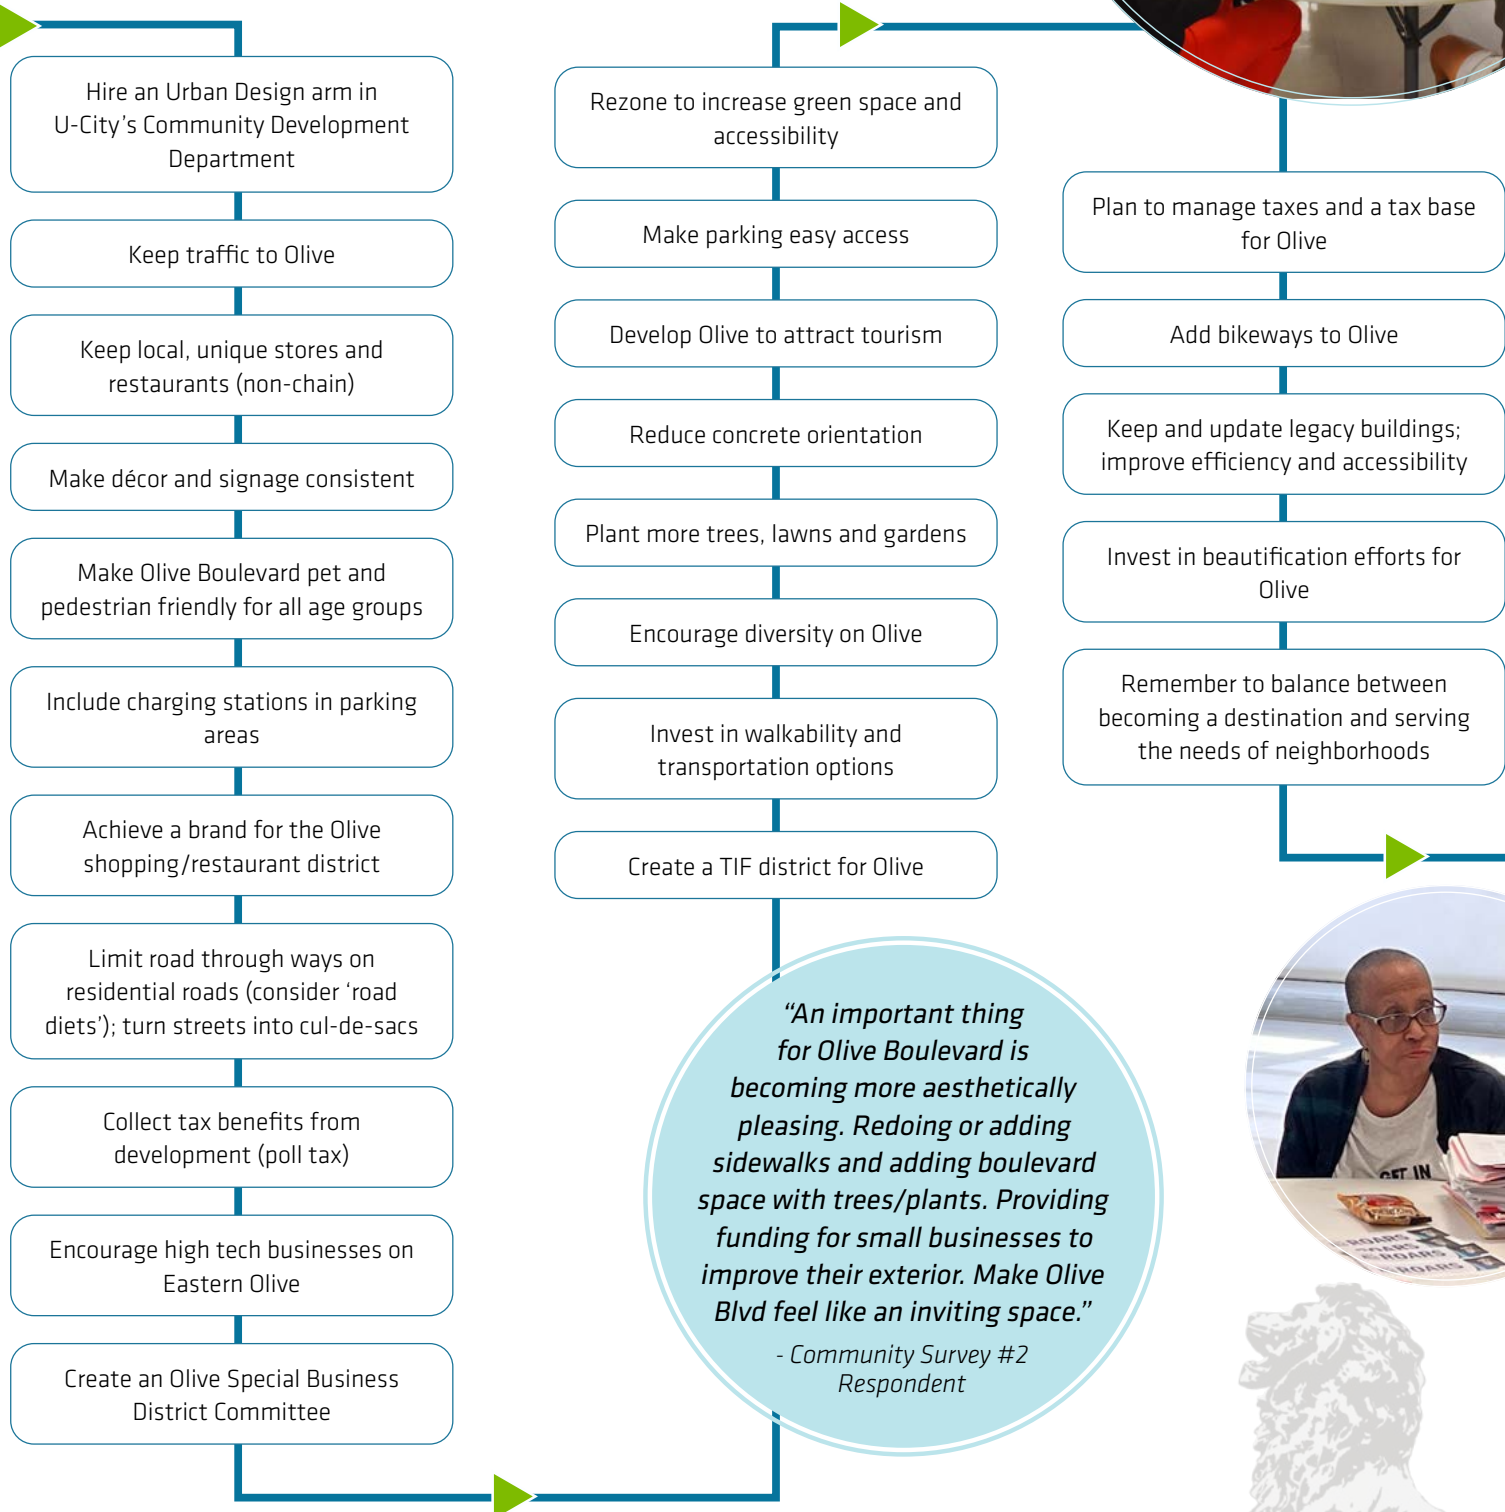 Hire an Urban Design arm in
U-City’s Community Development
Department
Keep traffic to Olive
Keep local, unique stores and
restaurants (non-chain)
Make décor and signage consistent
Make Olive Boulevard pet and
pedestrian friendly for all age groups
Include charging stations in parking
areas
Achieve a brand for the Olive
shopping/restaurant district
Limit road through ways on
residential roads (consider ‘road
diets’); turn streets into cul-de-sacs
Collect tax benefits from
development (poll tax)
Encourage high tech businesses on
Eastern Olive
Create an Olive Special Business
District Committee
Rezone to increase green space and
accessibility
Make parking easy access
Develop Olive to attract tourism
Reduce concrete orientation
Plant more trees, lawns and gardens
Encourage diversity on Olive
Invest in walkability and
transportation options
Create a TIF district for Olive
“An important thing
for Olive Boulevard is
becoming more aesthetically
pleasing. Redoing or adding
sidewalks and adding boulevard
space with trees/plants. Providing
funding for small businesses to
improve their exterior. Make Olive
Blvd feel like an inviting space.”
- Community Survey #2
Respondent
Plan to manage taxes and a tax base
for Olive
Add bikeways to Olive
Keep and update legacy buildings;
improve efficiency and accessibility
Invest in beautification efforts for
Olive
Remember to balance between
becoming a destination and serving
the needs of neighborhoods
GET IN
ROARS
ROARS
ROARS